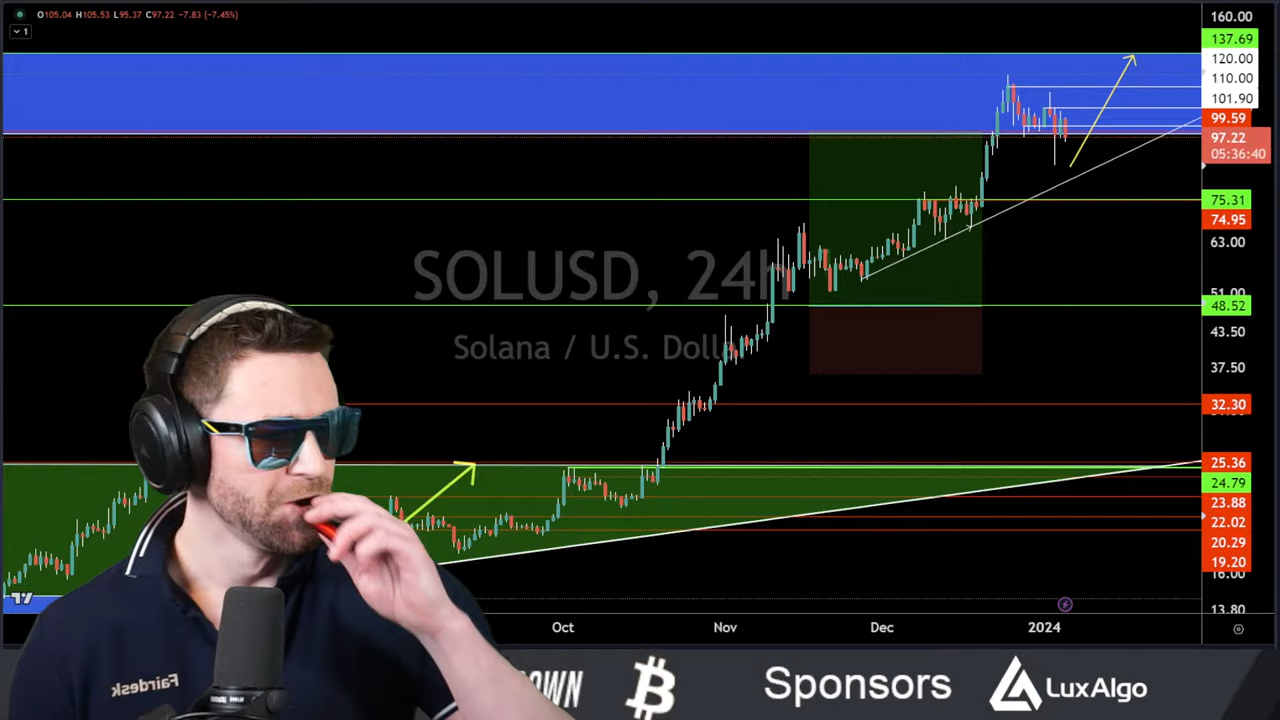 O105.04 H105.53 L95.37 C97.22 -7.83 (-7.45%)
1
SOLUSD, 24h
Solana / U.S. Dolla
160.00
137.69
120.00
110.00
101.90
99.59
97.22
05:36:40
75.31
74.95
63.00
51.00
48.52
43.50
37.50
32.30
25.36
24.79
23.88
22.02
20.29
19.20
16.00
13.80
Oct
Nov
Dec
2024
Fairdesk
OWN
Sponsors
LuxAlgo